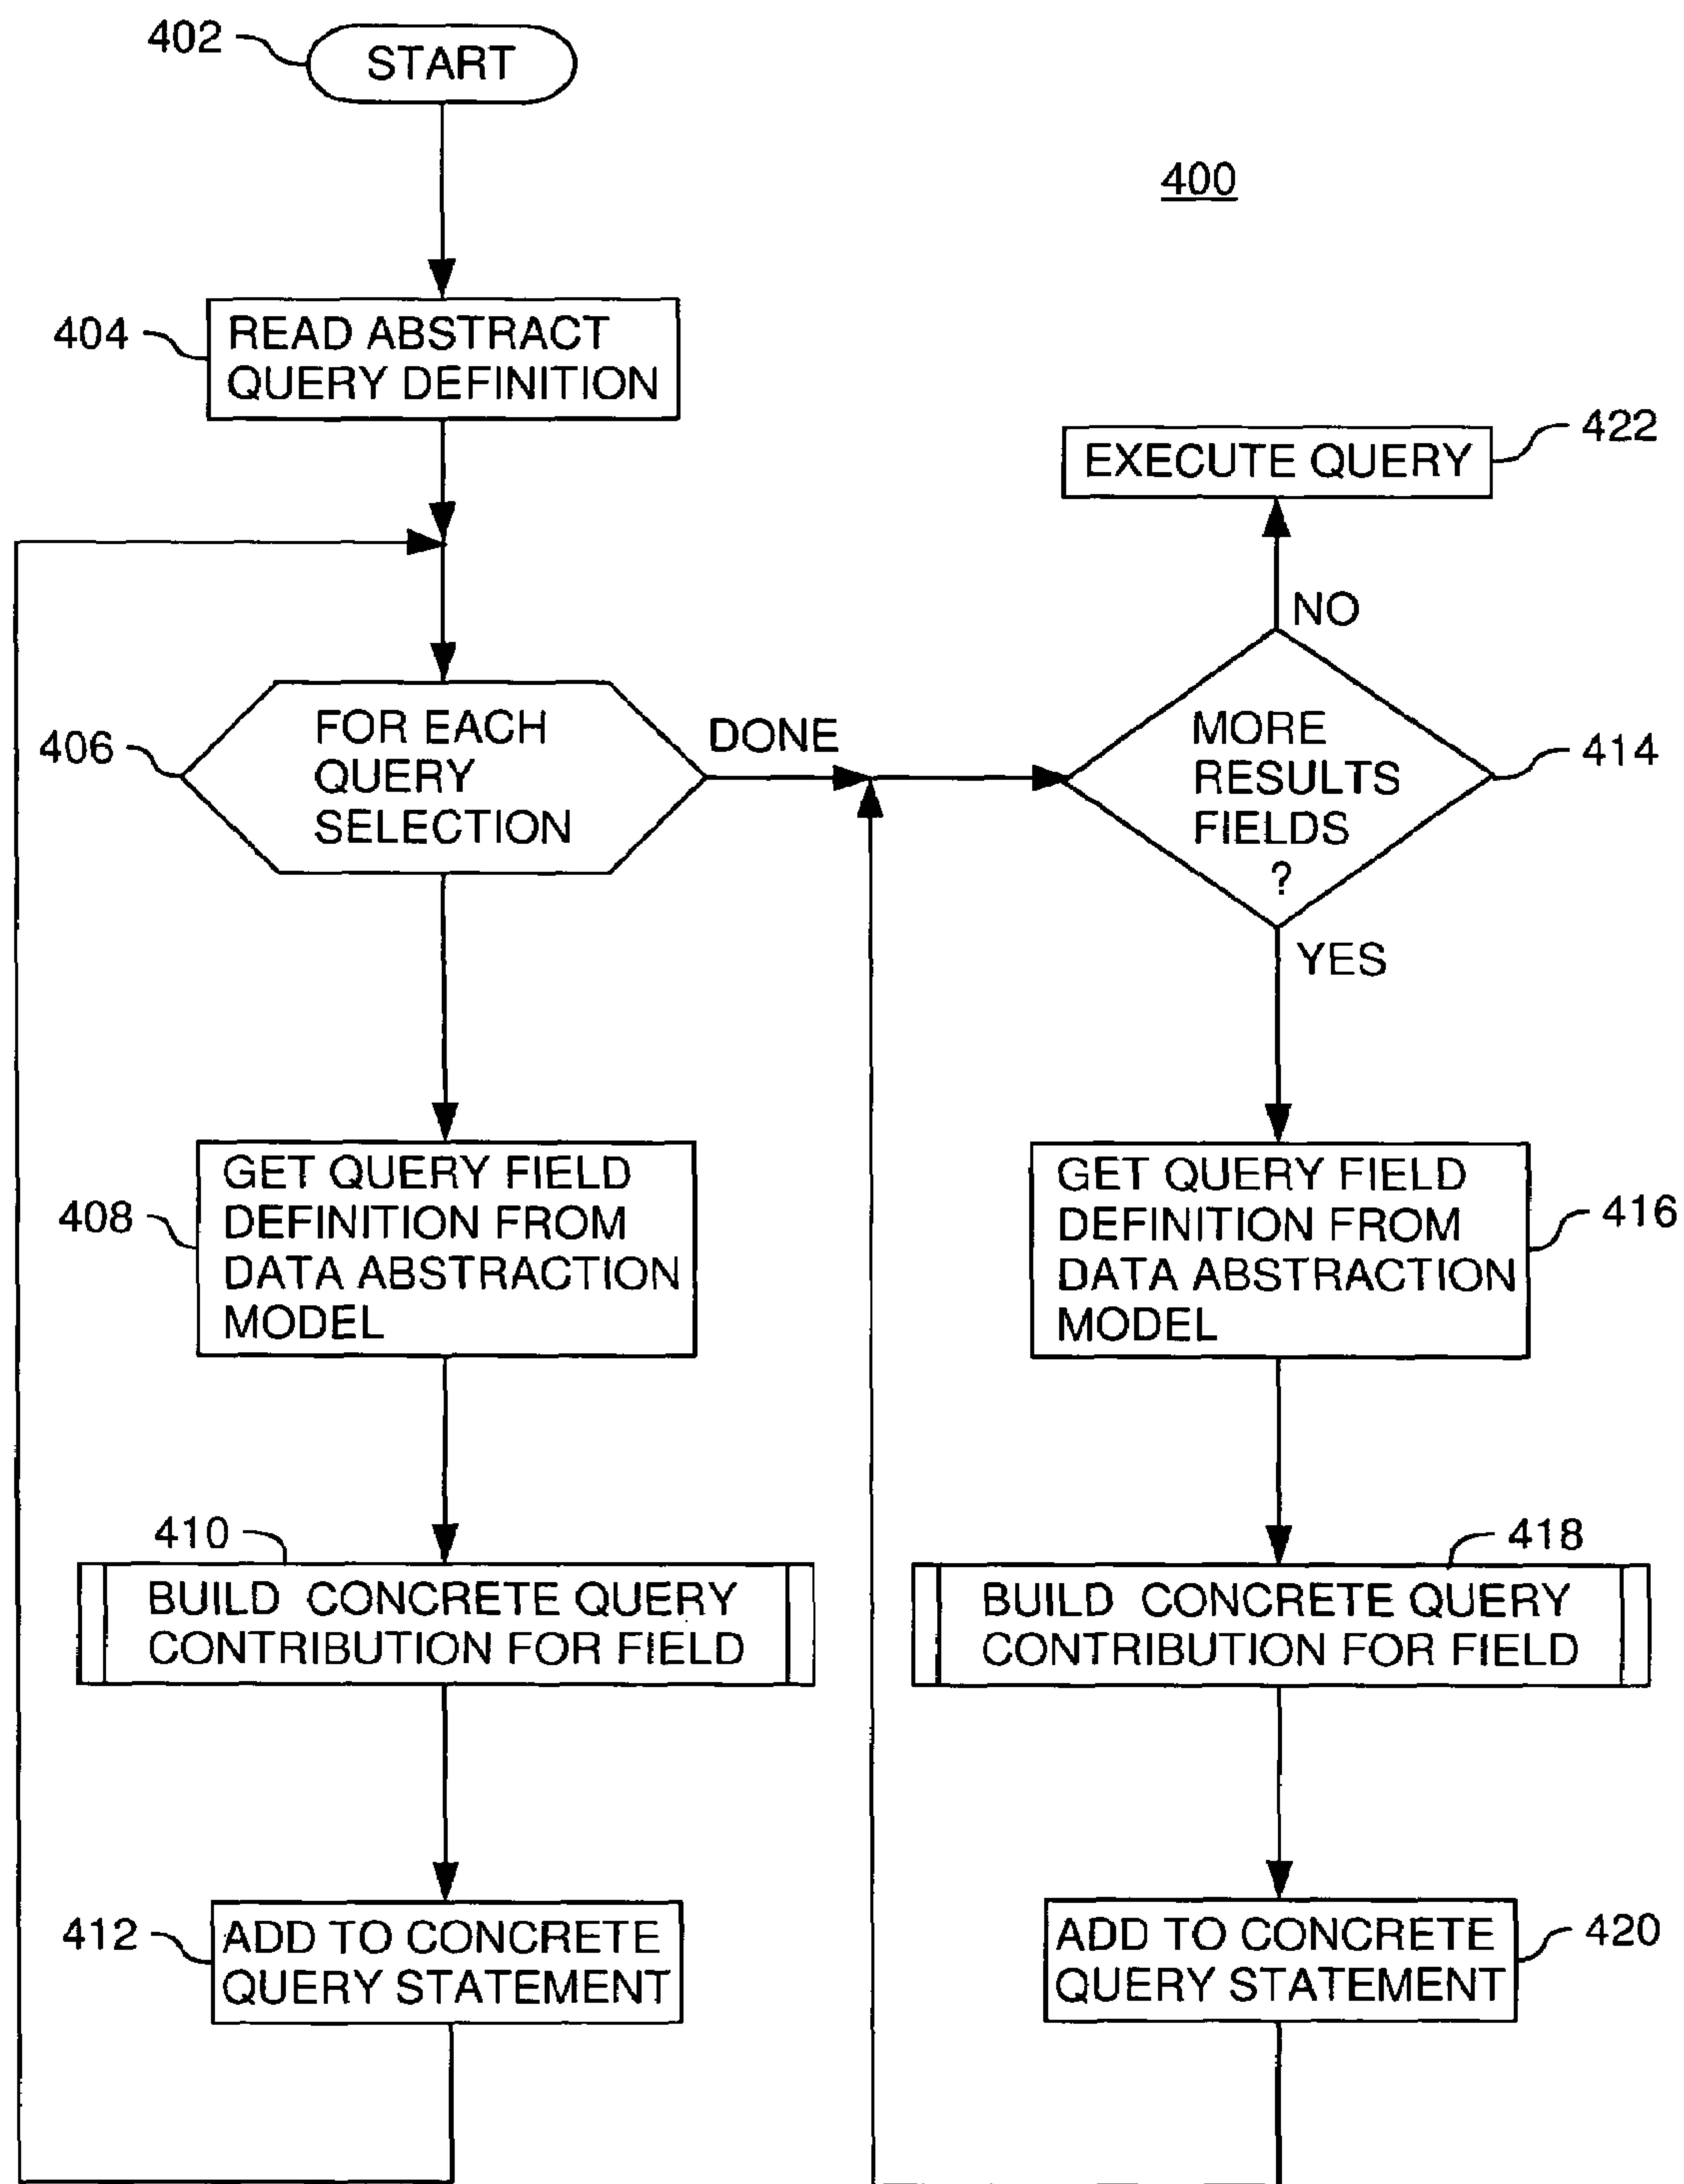 402
START
400
404
READ ABSTRACT
QUERY DEFINITION
422
EXECUTE QUERY
NO
406
FOR EACH
QUERY
SELECTION
DONE
MORE
RESULTS
FIELDS
?
414
YES
408
GET QUERY FIELD
DEFINITION FROM
DATA ABSTRACTION
MODEL
GET QUERY FIELD
DEFINITION FROM
DATA ABSTRACTION
MODEL
416
410
BUILD CONCRETE QUERY
CONTRIBUTION FOR FIELD
418
BUILD CONCRETE QUERY
CONTRIBUTION FOR FIELD
412
ADD TO CONCRETE
QUERY STATEMENT
ADD TO CONCRETE
QUERY STATEMENT
420